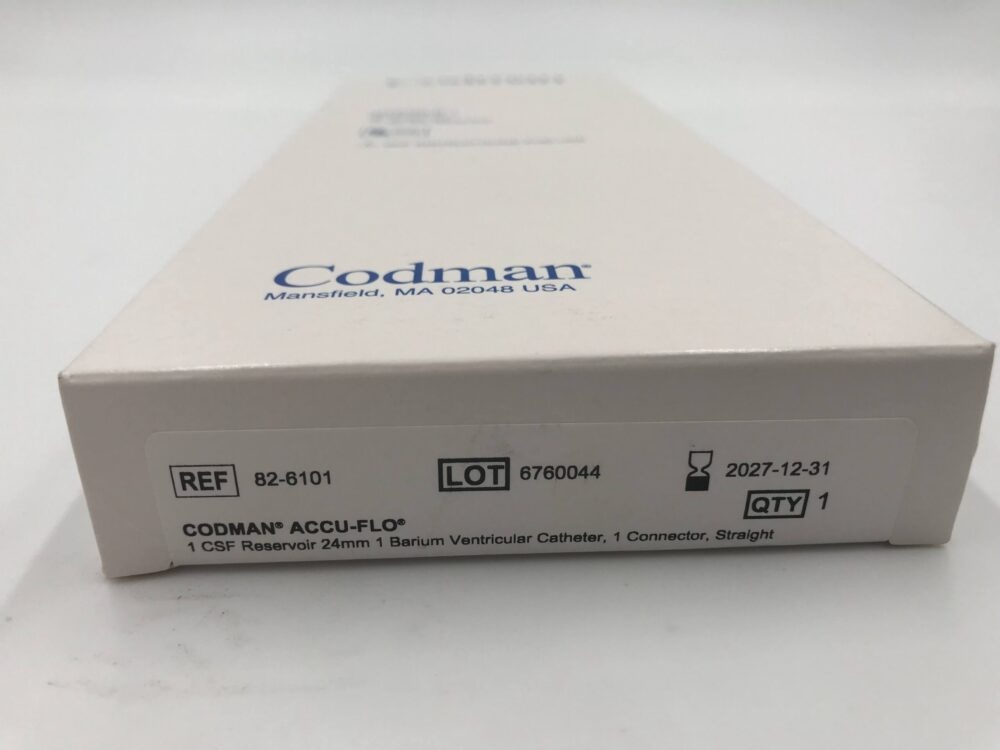 Codman®
Mansfield, MA 02048 USA
REF 82-6101 LOT 6760044 2027-12-31
QTY 1
CODMAN® ACCU-FLO®
1 CSF Reservoir 24mm 1 Barium Ventricular Catheter, 1 Connector, Straight